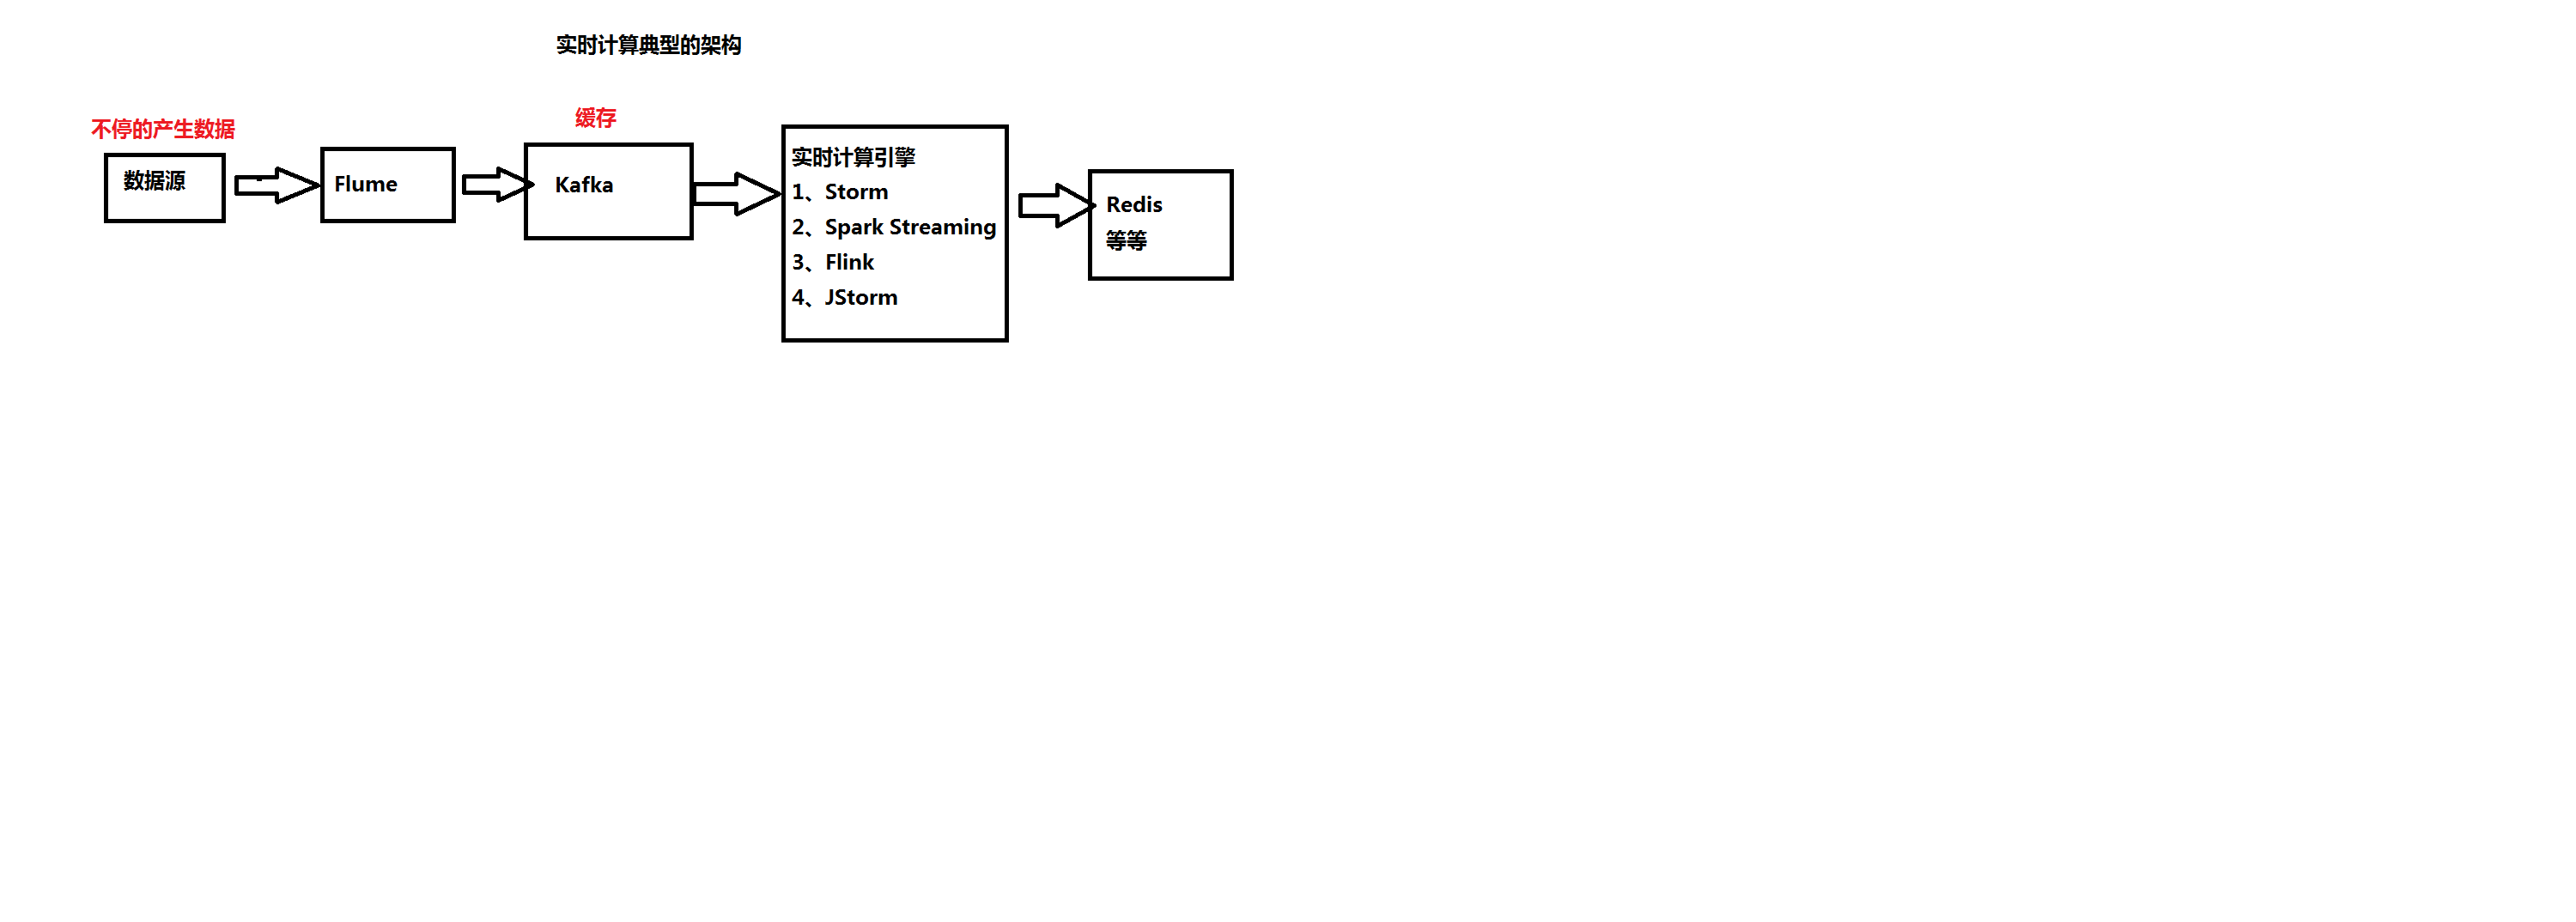 实时计算典型的架构
不停的产生数据
缓存
数据源
Flume
Kafka
实时计算引擎
1、Storm
2、Spark Streaming
3、Flink
4、JStorm
Redis
等等